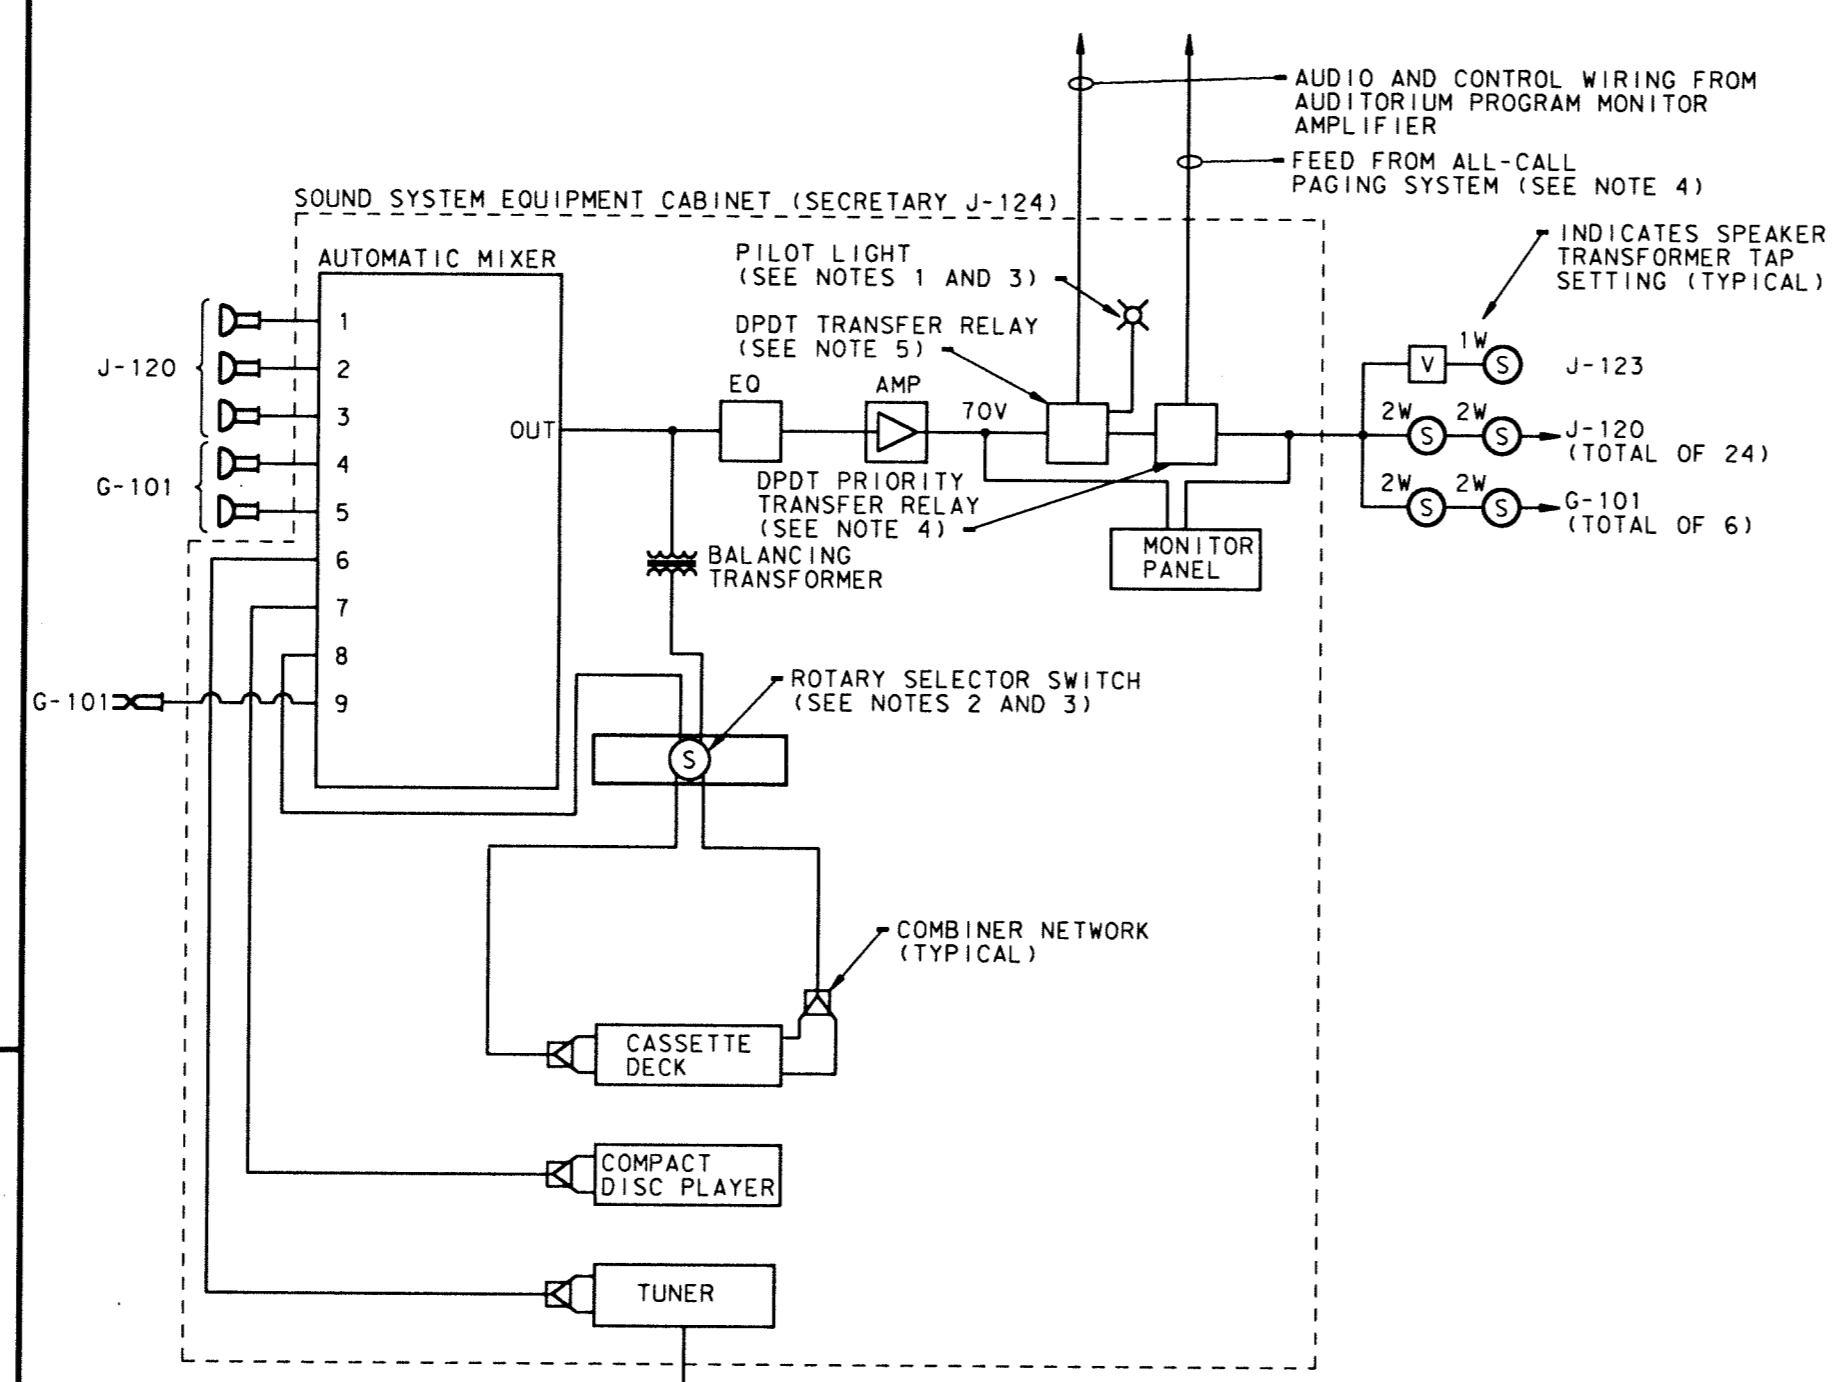 AUDIO AND CONTROL WIRING FROM
AUDITORIUM PROGRAM MONITOR
AMPLIFIER
FEED FROM ALL-CALL
PAGING SYSTEM (SEE NOTE 4)
SOUND SYSTEM EQUIPMENT CABINET (SECRETARY J-124)
INDICATES SPEAKER
TRANSFORMER TAP
SETTING (TYPICAL)
AUTOMATIC MIXER
PILOT LIGHT
(SEE NOTES 1 AND 3)
DPDT TRANSFER RELAY
(SEE NOTE 5)
J-120
G-101
1
2
3
4
5
6
7
8
9
OUT
EQ
AMP
70V
V
1W
S
J-123
2W
S
2W
S
J-120
(TOTAL OF 24)
2W
S
2W
S
G-101
(TOTAL OF 6)
DPDT PRIORITY
TRANSFER RELAY
(SEE NOTE 4)
MONITOR
PANEL
BALANCING
TRANSFORMER
G-101
ROTARY SELECTOR SWITCH
(SEE NOTES 2 AND 3)
S
COMBINER NETWORK
(TYPICAL)
CASSETTE
DECK
COMPACT
DISC PLAYER
TUNER